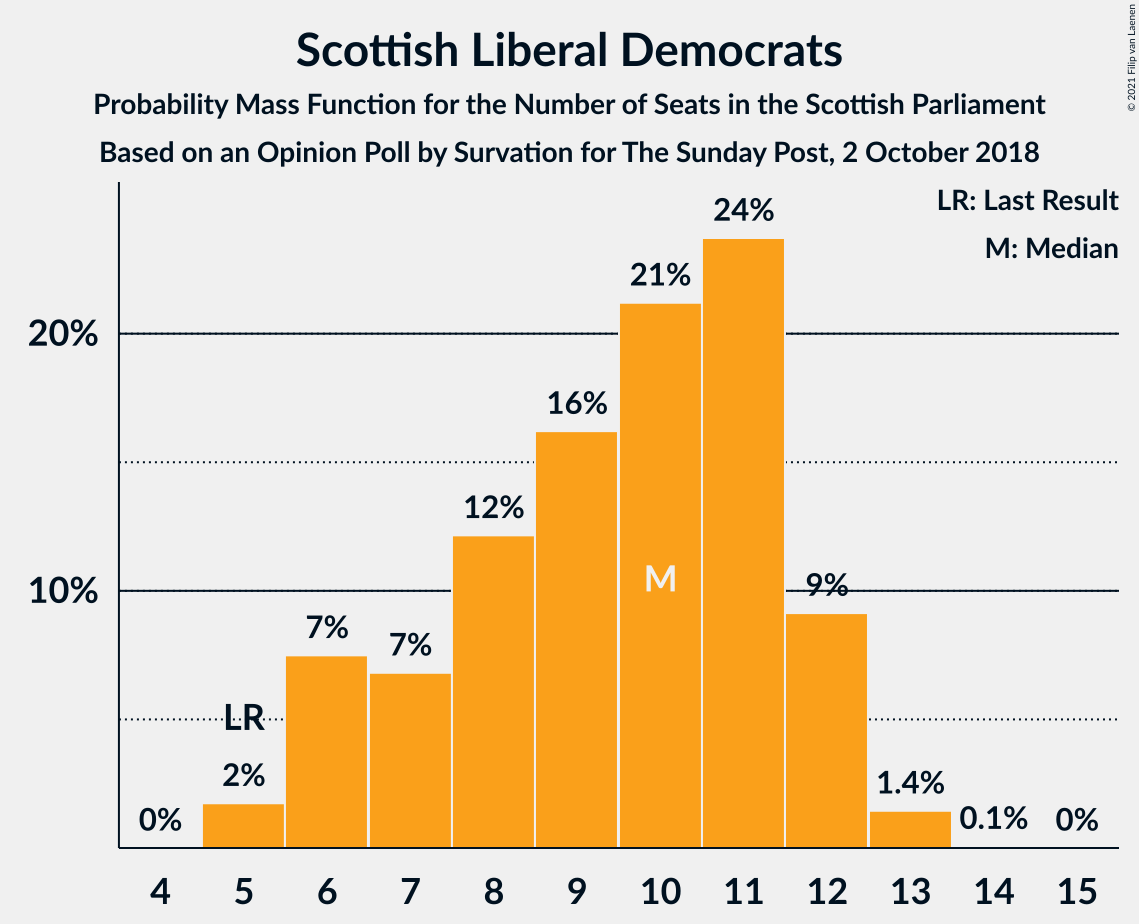 Scottish Liberal Democrats
Probability Mass Function for the Number of Seats in the Scottish Parliament
Based on an Opinion Poll by Survation for The Sunday Post, 2 October 2018
© 2021 Filip van Laenen
LR: Last Result
M: Median
20%
10%
0%
LR
2%
7%
7%
12%
16%
21%
M
24%
9%
1.4%
0.1%
0%
4 5 6 7 8 9 10 11 12 13 14 15